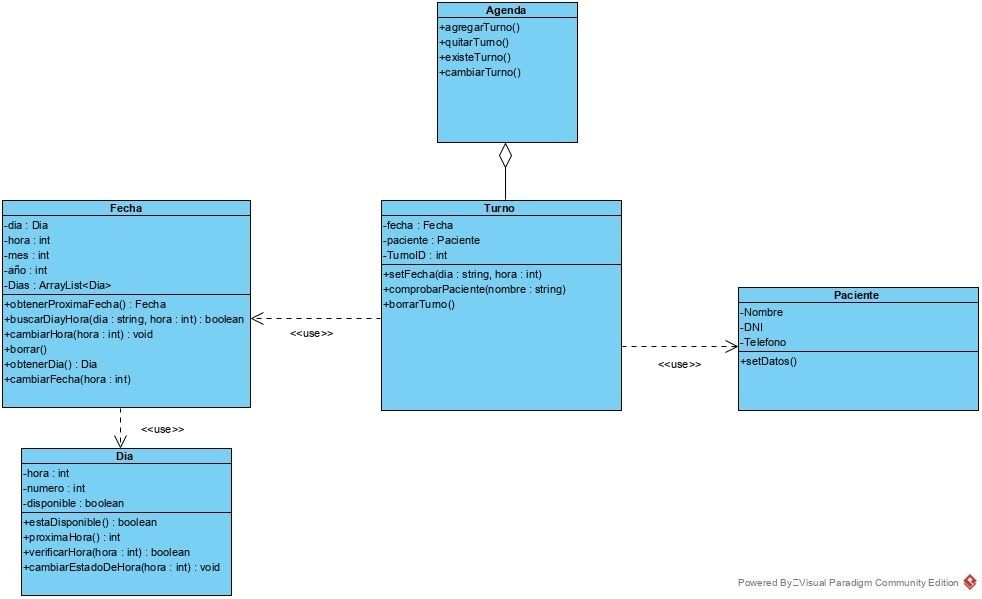 Agenda
+agregarTurno()
+quitarTurno()
+existeTurno()
+cambiarTurno()
Fecha
-dia : Dia
-hora : int
-mes : int
-año : int
-Dias : ArrayList<Dia>
+obtenerProximaFecha() : Fecha
+buscarDiayHora(dia : string, hora : int) : boolean
+cambiarHora(hora : int) : void
+borrar()
+obtenerDia() : Dia
+cambiarFecha(hora : int)
<<use>>
Turno
-fecha : Fecha
-paciente : Paciente
-TurnoID : int
+setFecha(dia : string, hora : int)
+comprobarPaciente(nombre : string)
+borrarTurno()
<<use>>
Paciente
-Nombre
-DNI
-Telefono
+setDatos()
<<use>>
Dia
-hora : int
-numero : int
-disponible : boolean
+estaDisponible() : boolean
+proximaHora() : int
+verificarHora(hora : int) : boolean
+cambiarEstadoDeHora(hora : int) : void
Powered By Visual Paradigm Community Edition